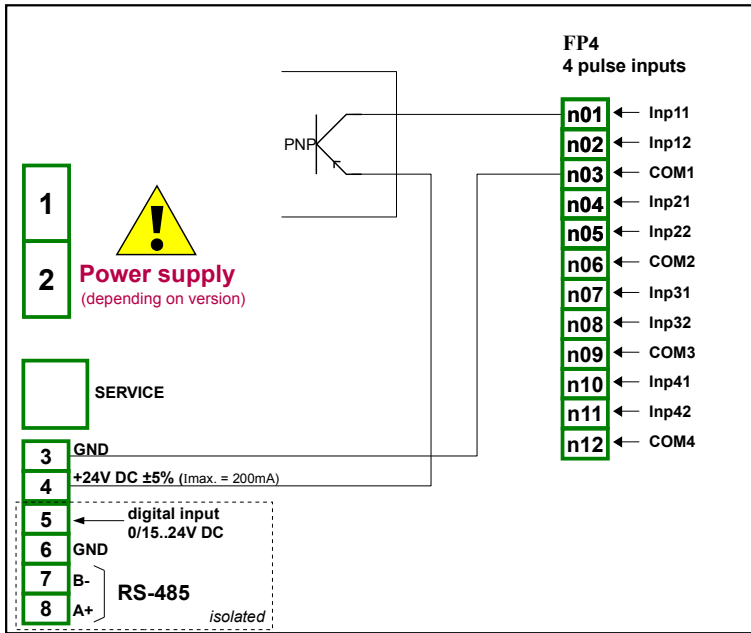 FP4
4 pulse inputs
PNP
n01 Inp11
n02 Inp12
n03 COM1
n04 Inp21
n05 Inp22
n06 COM2
n07 Inp31
n08 Inp32
n09 COM3
n10 Inp41
n11 Inp42
n12 COM4
1
2
!
Power supply
(depending on version)
SERVICE
3 GND
4 +24V DC ±5% (Imax. = 200mA)
5 digital input
0/15..24V DC
6 GND
7 B-
8 A+
RS-485
isolated